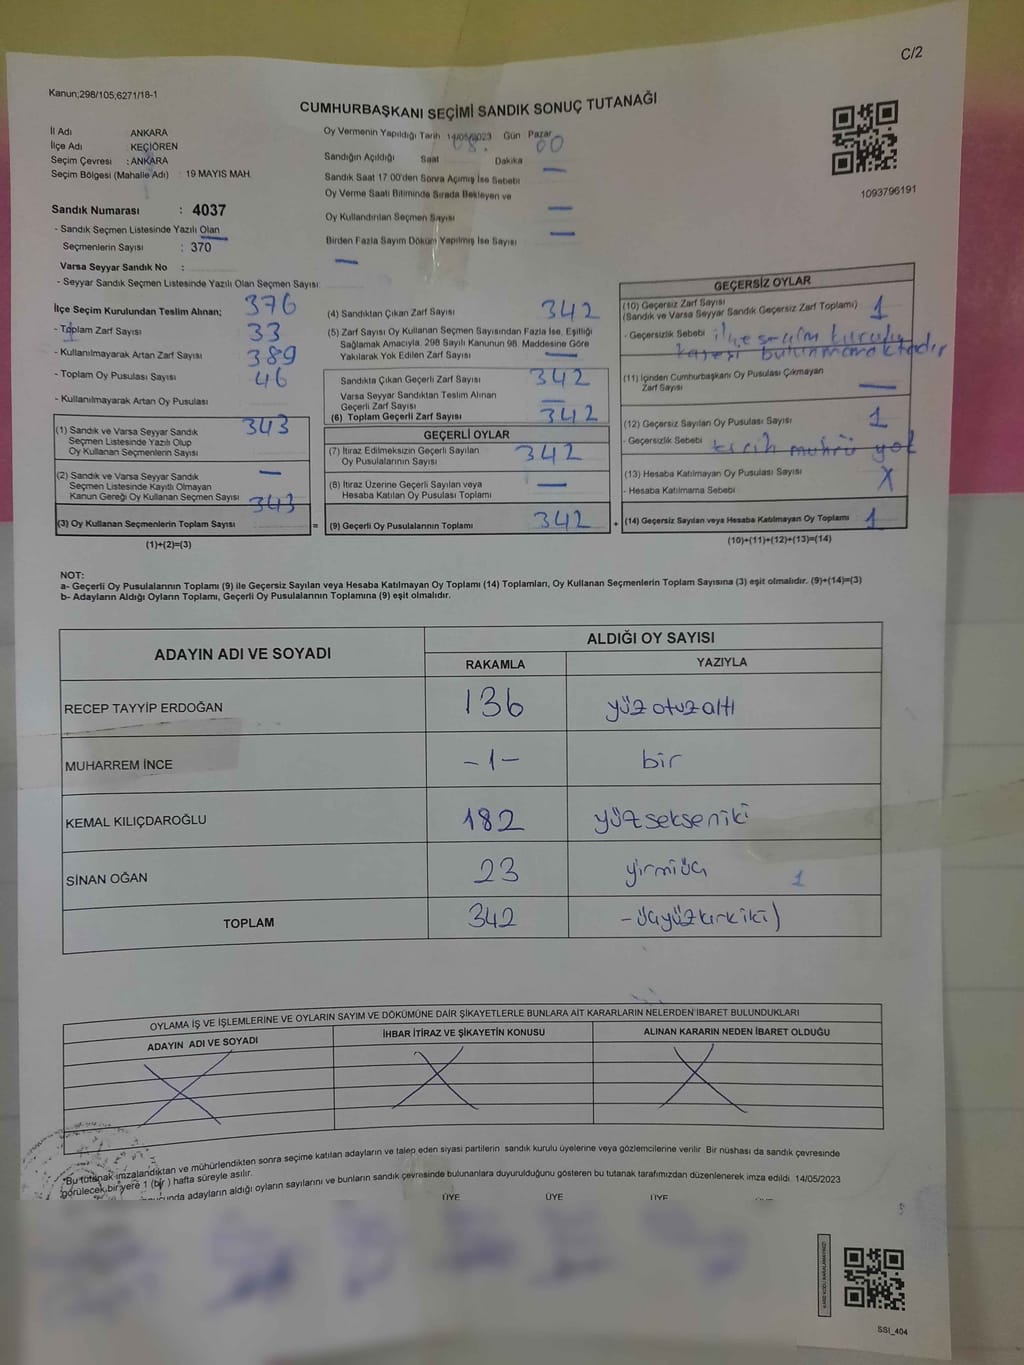 C/2
Kanun;298/105;6271/18-1
CUMHURBAŞKANI SEÇİMİ SANDIK SONUÇ TUTANAĞI
İl Adı ANKARA
İlçe Adı KEÇİÖREN
Seçim Çevresi : ANKARA
Seçim Bölgesi (Mahalle Adı) : 19 MAYIS MAH.
Sandık Numarası : 4037
- Sandık Seçmen Listesinde Yazılı Olan
Seçmenlerin Sayısı : 370
Varsa Seyyar Sandık No :
- Seyyar Sandık Seçmen Listesinde Yazılı Olan Seçmen Sayısı
Oy Vermenin Yapıldığı Tarih 14/05/2023 Gün Pazar
Sandığın Açıldığı Saat 08. Dakika 00
Sandık Saat 17.00'den Sonra Açımış İse Sebebi
Oy Verme Saati Bitiminde Sırada Bekleyen ve
Oy Kullandırılan Seçmen Sayısı
Birden Fazla Sayım Döküm Yapılmış İse Sayısı
1093796191
İlçe Seçim Kurulundan Teslim Alınan;
- Toplam Zarf Sayısı 376
- Kullanılmayarak Artan Zarf Sayısı 33
- Toplam Oy Pusulası Sayısı 389
- Kullanılmayarak Artan Oy Pusulası 46
(1) Sandık ve Varsa Seyyar Sandık 343
Seçmen Listesinde Yazılı Olup
Oy Kullanan Seçmenlerin Sayısı
(2) Sandık ve Varsa Seyyar Sandık —
Seçmen Listesinde Kayıtlı Olmayan
Kanun Gereği Oy Kullanan Seçmen Sayısı
(3) Oy Kullanan Seçmenlerin Toplam Sayısı 343 =
(1)+(2)=(3)
(4) Sandıktan Çıkan Zarf Sayısı 342
(5) Zarf Sayısı Oy Kullanan Seçmen Sayısından Fazla İse, Eşitliği
Sağlamak Amacıyla, 298 Sayılı Kanunun 98. Maddesine Göre
Yakılarak Yok Edilen Zarf Sayısı —
Sandıkta Çıkan Geçerli Zarf Sayısı 342
Varsa Seyyar Sandıktan Teslim Alınan
Geçerli Zarf Sayısı —
(6) Toplam Geçerli Zarf Sayısı 342
GEÇERLİ OYLAR
(7) İtiraz Edilmeksizin Geçerli Sayılan 342
Oy Pusulalarının Sayısı
(8) İtiraz Üzerine Geçerli Sayılan veya —
Hesaba Katılan Oy Pusulası Toplamı
(9) Geçerli Oy Pusulalarının Toplamı 342 +
GEÇERSİZ OYLAR
(10) Geçersiz Zarf Sayısı
(Sandık ve Varsa Seyyar Sandık Geçersiz Zarf Toplamı) 1
- Geçersizlik Sebebi ilçe seçim kurulu
kaşesi bulunmamaktadır
(11) İçinden Cumhurbaşkanı Oy Pusulası Çıkmayan
Zarf Sayısı —
(12) Geçersiz Sayılan Oy Pusulası Sayısı 1
- Geçersizlik Sebebi tercih muhrü yok
(13) Hesaba Katılmayan Oy Pusulası Sayısı X
- Hesaba Katılmama Sebebi
(14) Geçersiz Sayılan veya Hesaba Katılmayan Oy Toplamı 1
(10)+(11)+(12)+(13)=(14)
NOT:
a- Geçerli Oy Pusulalarının Toplamı (9) ile Geçersiz Sayılan veya Hesaba Katılmayan Oy Toplamı (14) Toplamları, Oy Kullanan Seçmenlerin Toplam Sayısına (3) eşit olmalıdır. (9)+(14)=(3)
b- Adayların Aldığı Oyların Toplamı, Geçerli Oy Pusulalarının Toplamına (9) eşit olmalıdır.
ADAYIN ADI VE SOYADI ALDIĞI OY SAYISI
RAKAMLA YAZIYLA
RECEP TAYYİP ERDOĞAN 136 yüz otuz altı
MUHARREM İNCE -1- bir
KEMAL KILIÇDAROĞLU 182 yüzsekseniki
SİNAN OĞAN 23 yirmiüç 1
TOPLAM 342 -üçyüzkırkiki)
OYLAMA İŞ VE İŞLEMLERİNE VE OYLARIN SAYIM VE DÖKÜMÜNE DAİR ŞİKAYETLERLE BUNLARA AİT KARARLARIN NELERDEN İBARET BULUNDUKLARI
ADAYIN ADI VE SOYADI İHBAR İTİRAZ VE ŞİKAYETİN KONUSU ALINAN KARARIN NEDEN İBARET OLDUĞU
*Bu tutanak imzalandıktan ve mühürlendikten sonra seçime katılan adayların ve talep eden siyasi partilerin sandık kurulu üyelerine veya gözlemcilerine verilir. Bir nüshası da sandık çevresinde
görülecek bir yere 1 (bir) hafta süreyle asılır.
adayların aldığı oyların sayılarını ve bunların sandık çevresinde bulunanlara duyurulduğunu gösteren bu tutanak tarafımızdan düzenlenerek imza edildi. 14/05/2023
ÜYE ÜYE ÜYE
SSI_404